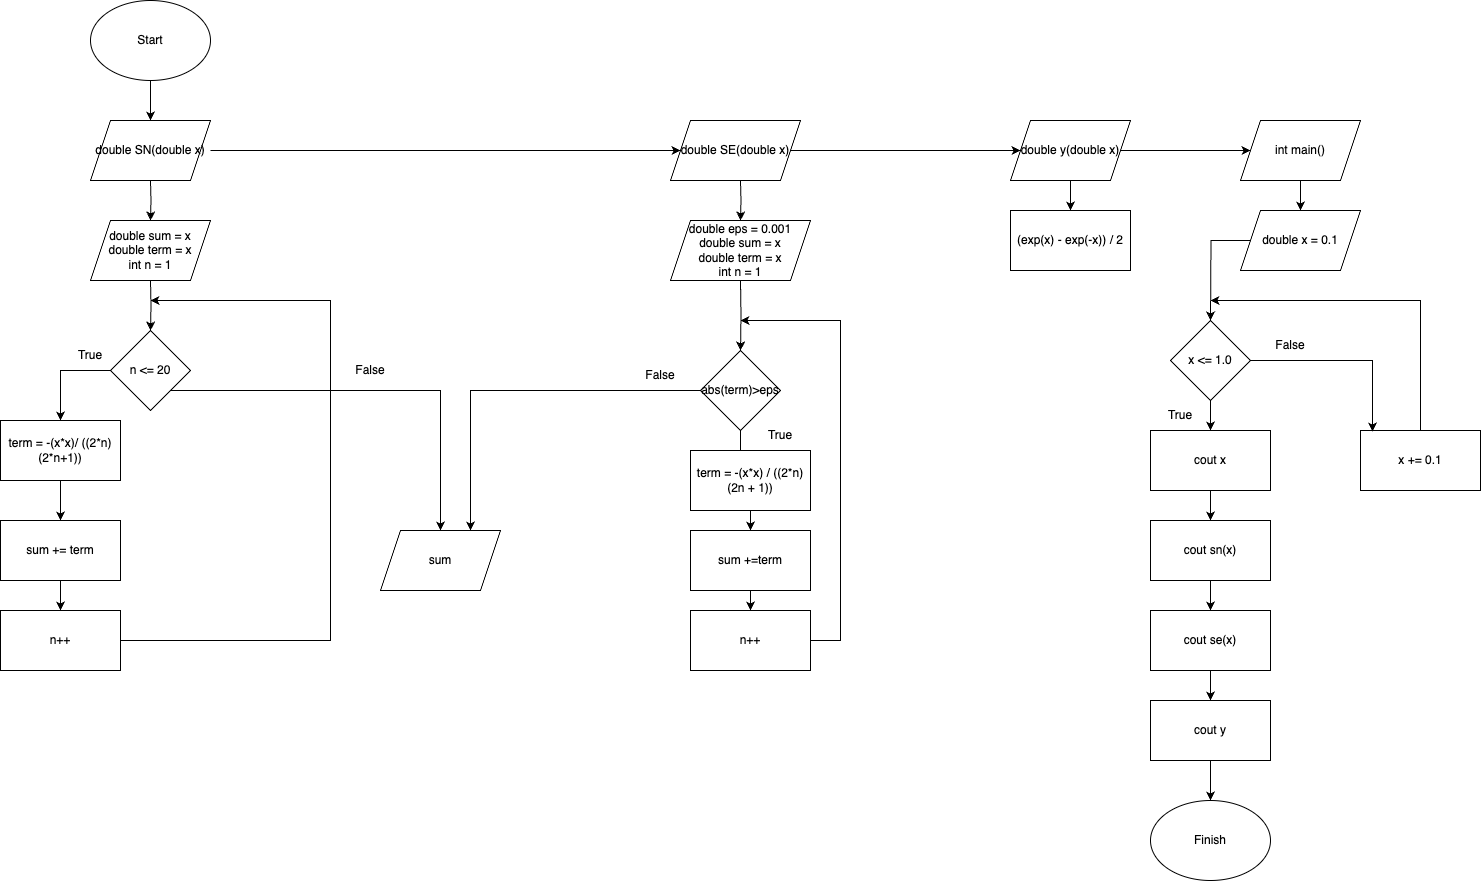 Start
double SN(double x)
double SE(double x)
double y(double x)
int main()
double sum = x
double term = x
int n = 1
double eps = 0.001
double sum = x
double term = x
int n = 1
(exp(x) - exp(-x)) / 2
double x = 0.1
True
n <= 20
False
False
abs(term)>eps
True
x <= 1.0
False
True
term = -(x*x)/ ((2*n)
(2*n+1))
term = -(x*x) / ((2*n)
(2n + 1))
cout x
x += 0.1
sum += term
sum
sum +=term
cout sn(x)
n++
n++
cout se(x)
cout y
Finish